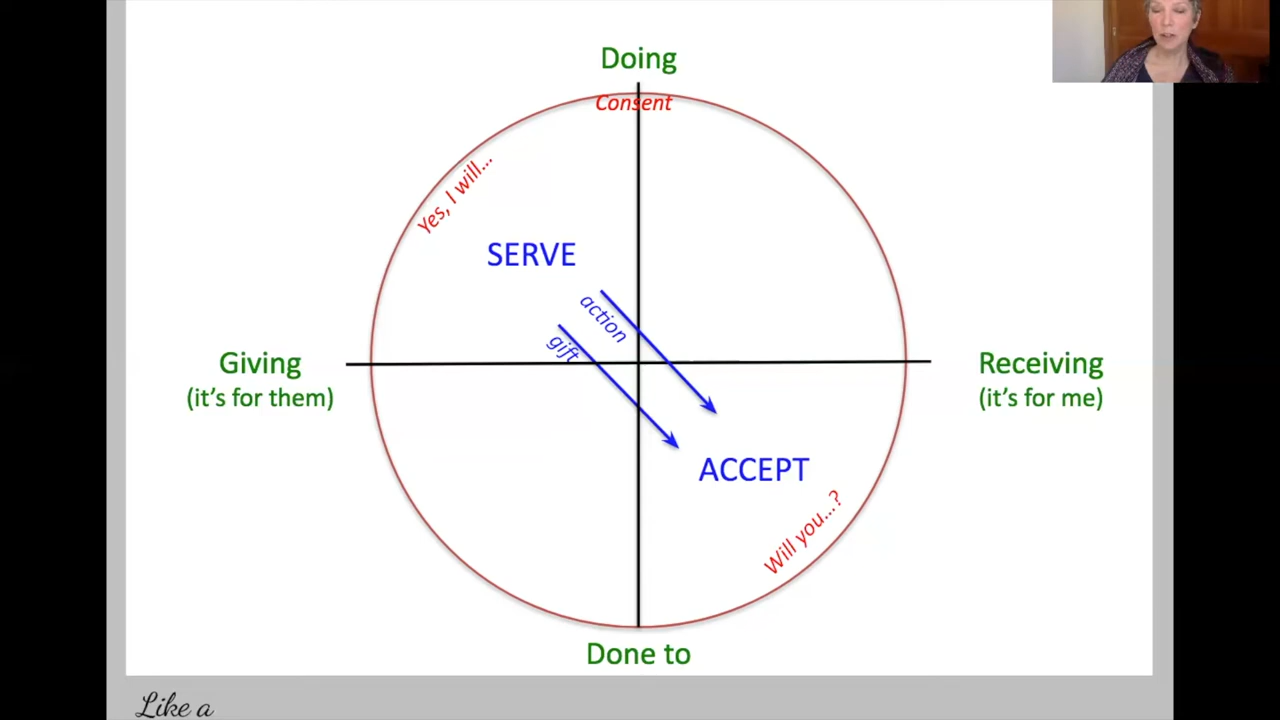 Doing
Consent
Yes, I will...
SERVE
action
gift
Giving
(it's for them)
Receiving
(it's for me)
ACCEPT
Will you...?
Done to
Like a